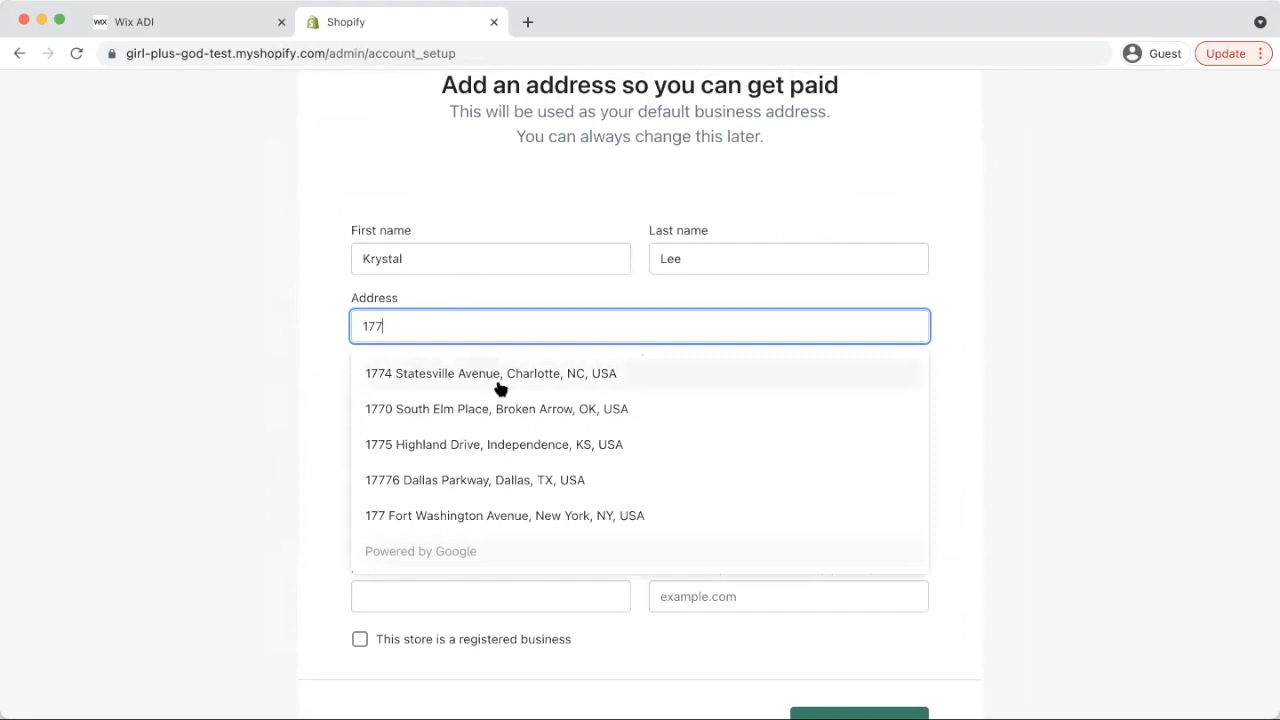 WIX Wix ADI
Shopify
girl-plus-god-test.myshopify.com/admin/account_setup
Guest
Update
Add an address so you can get paid
This will be used as your default business address.
You can always change this later.
First name
Last name
Krystal
Lee
Address
177
1774 Statesville Avenue, Charlotte, NC, USA
1770 South Elm Place, Broken Arrow, OK, USA
1775 Highland Drive, Independence, KS, USA
17776 Dallas Parkway, Dallas, TX, USA
177 Fort Washington Avenue, New York, NY, USA
Powered by Google
example.com
This store is a registered business